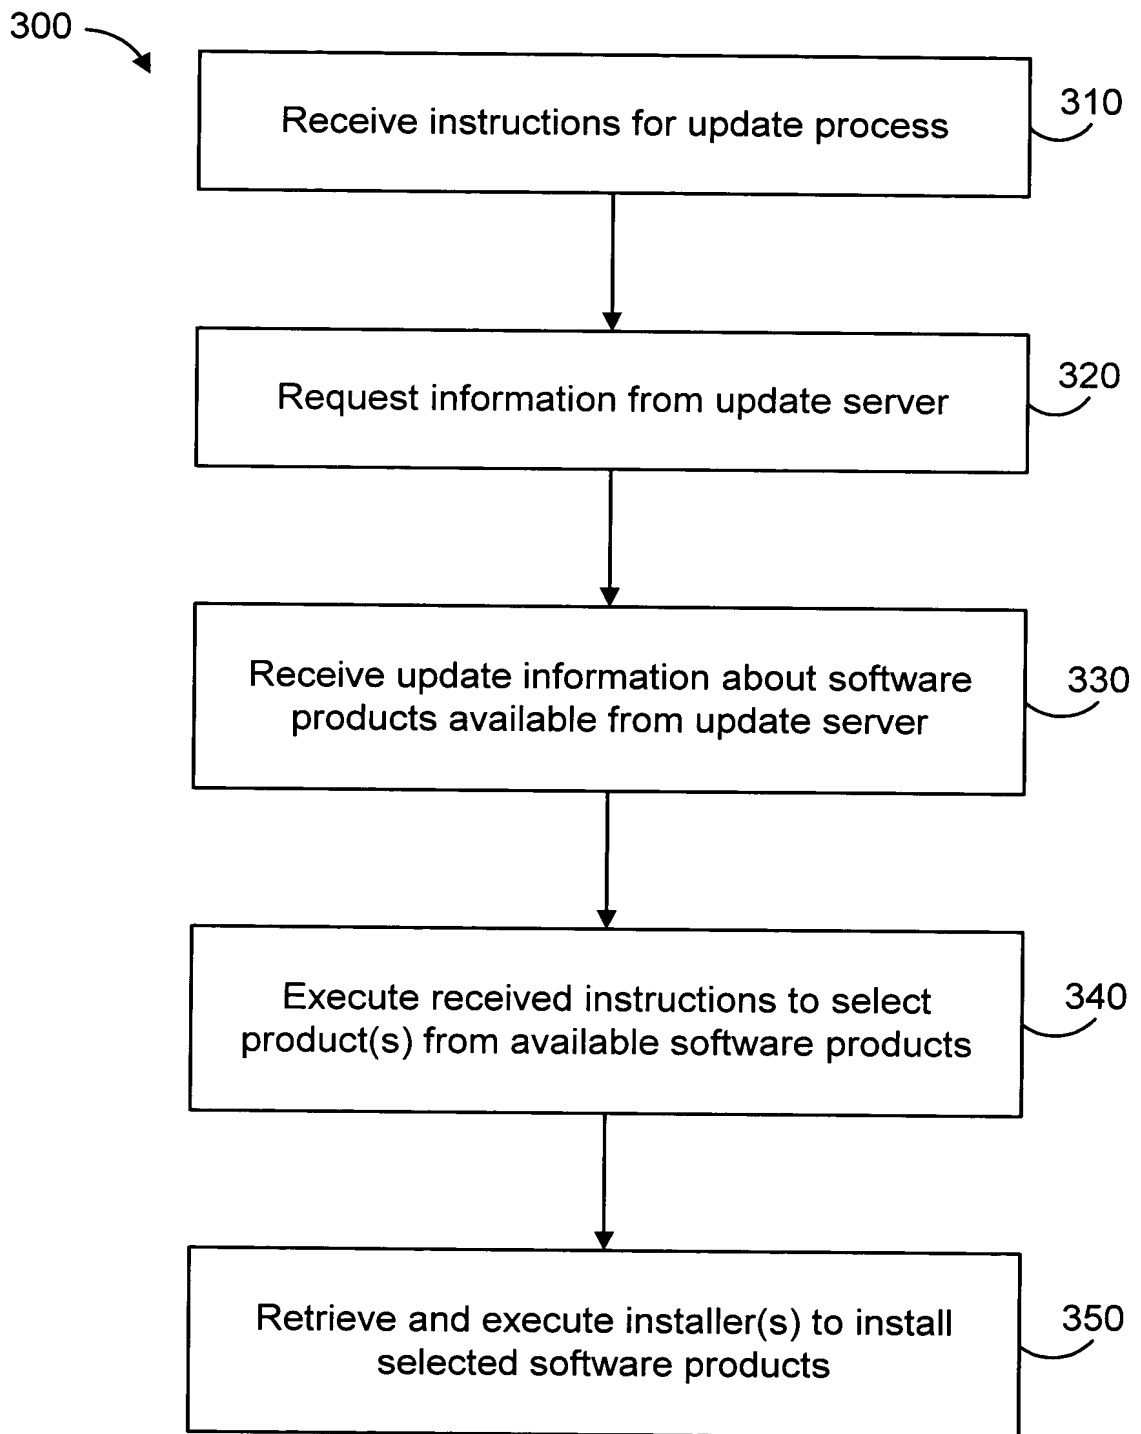 300
Receive instructions for update process
310
Request information from update server
320
Receive update information about software
products available from update server
330
Execute received instructions to select
product(s) from available software products
340
Retrieve and execute installer(s) to install
selected software products
350